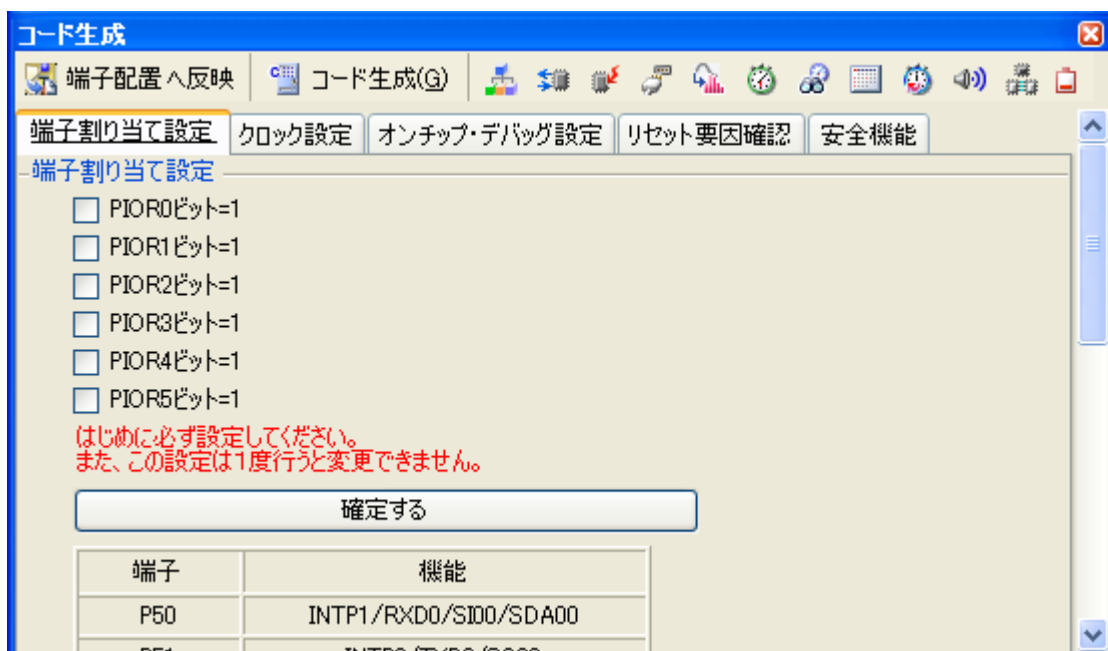 コード生成
端子配置へ反映 コード生成(G)
端子割り当て設定 クロック設定 オンチップ・デバッグ設定 リセット要因確認 安全機能
端子割り当て設定
PIOR0ビット=1
PIOR1ビット=1
PIOR2ビット=1
PIOR3ビット=1
PIOR4ビット=1
PIOR5ビット=1
はじめに必ず設定してください。
また、この設定は1度行うと変更できません。
確定する
端子 機能
P50 INTP1/RXD0/SI00/SDA00